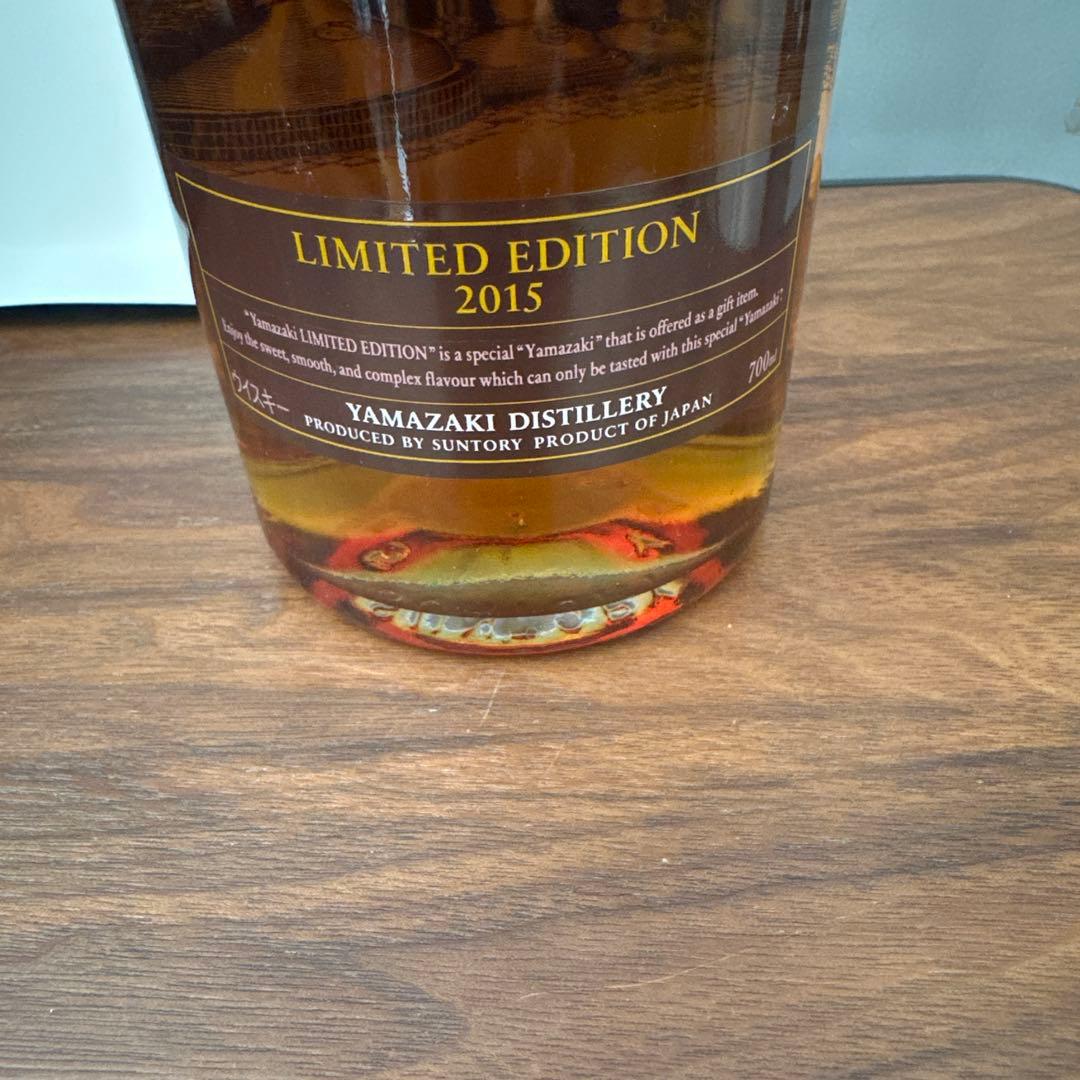 LIMITED EDITION
2015
“Yamazaki LIMITED EDITION” is a special “Yamazaki” that is offered as a gift item.
Enjoy the sweet, smooth, and complex flavour which can only be tasted with this special “Yamazaki”.
ウイスキー
700ml
YAMAZAKI DISTILLERY
PRODUCED BY SUNTORY PRODUCT OF JAPAN